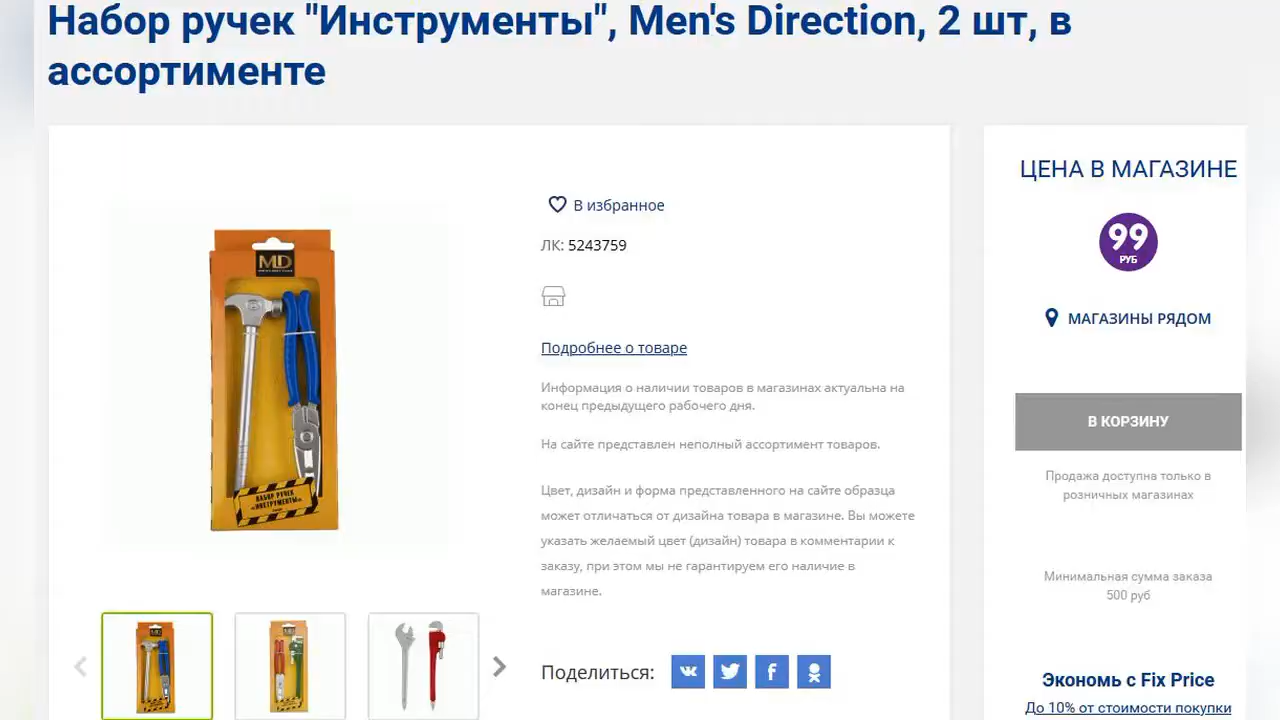 Набор ручек "Инструменты", Men's Direction, 2 шт, в
ассортименте
MD
НАБОР РУЧЕК
«ИНСТРУМЕНТЫ»
В избранное
ЛК: 5243759
Подробнее о товаре
Информация о наличии товаров в магазинах актуальна на
конец предыдущего рабочего дня.
На сайте представлен неполный ассортимент товаров.
Цвет, дизайн и форма представленного на сайте образца
может отличаться от дизайна товара в магазине. Вы можете
указать желаемый цвет (дизайн) товара в комментарии к
заказу, при этом мы не гарантируем его наличие в
магазине.
Поделиться:
ЦЕНА В МАГАЗИНЕ
99
РУБ
МАГАЗИНЫ РЯДОМ
В КОРЗИНУ
Продажа доступна только в
розничных магазинах
Минимальная сумма заказа
500 руб
Экономь с Fix Price
До 10% от стоимости покупки